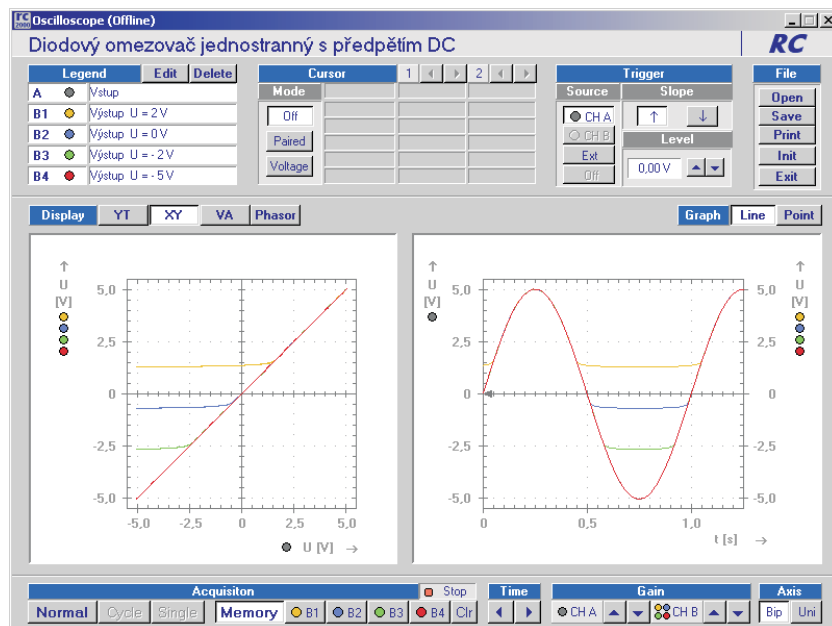 RC 2000 Oscilloscope (Offline)
Diodový omezovač jednostranný s předpětím DC
RC
Legend Edit Delete
A Vstup
B1 Výstup U = 2 V
B2 Výstup U = 0 V
B3 Výstup U = - 2 V
B4 Výstup U = - 5 V
Cursor 1 2
Mode
Off
Paired
Voltage
Trigger
Source Slope
CH A ↑ ↓
CH B
Ext
Off
Level
0,00 V
File
Open
Save
Print
Init
Exit
Display YT XY VA Phasor
Graph Line Point
↑
U
[V]
5,0
2,5
0
-2,5
-5,0
-5,0 -2,5 0 2,5 5,0
U [V] →
↑
U
[V]
5,0
2,5
0
-2,5
-5,0
0 0,5 1,0
t [s] →
↑
U
[V]
5,0
2,5
0
-2,5
-5,0
Acquisiton Stop
Normal Cycle Single Memory B1 B2 B3 B4 Clr
Time
Gain
CH A CH B
Axis
Bip Uni